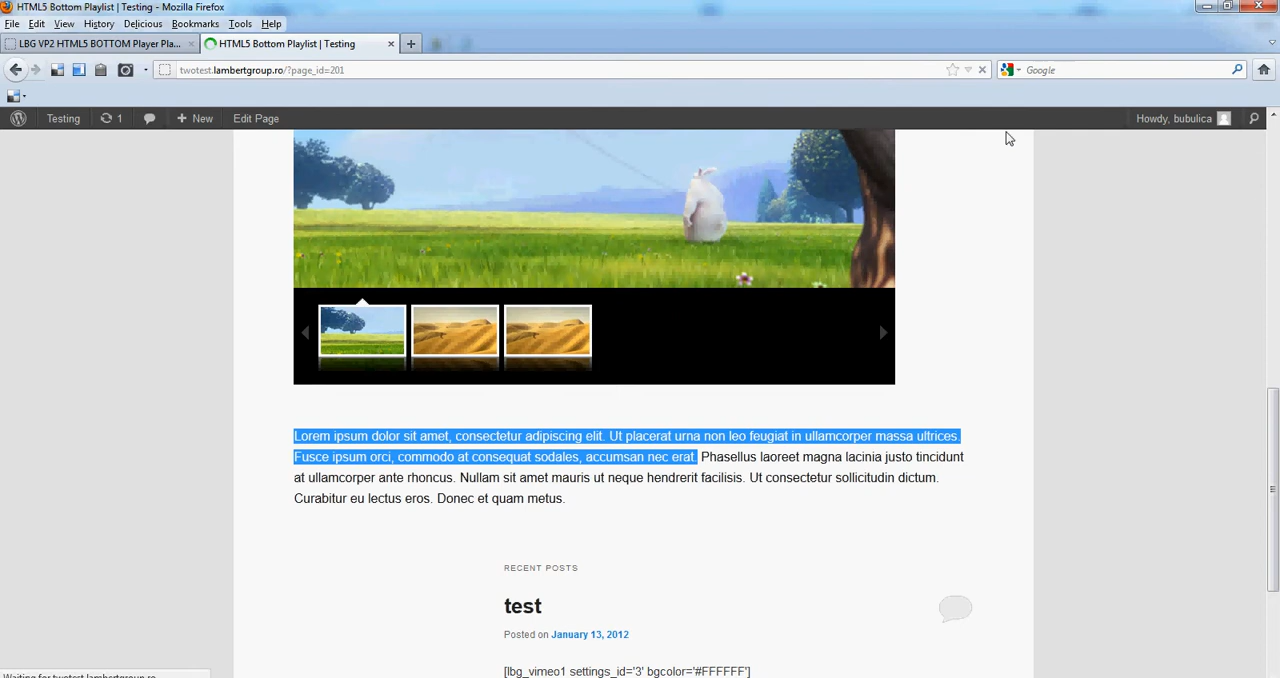 HTML5 Bottom Playlist | Testing - Mozilla Firefox
File Edit View History Delicious Bookmarks Tools Help
LBG VP2 HTML5 BOTTOM Player Pla... HTML5 Bottom Playlist | Testing
twotest.lambertgroup.ro/?page_id=201 Google
Testing 1 New Edit Page Howdy, bubulica
Lorem ipsum dolor sit amet, consectetur adipiscing elit. Ut placerat urna non leo feugiat in ullamcorper massa ultrices.
Fusce ipsum orci, commodo at consequat sodales, accumsan nec erat. Phasellus laoreet magna lacinia justo tincidunt
at ullamcorper ante rhoncus. Nullam sit amet mauris ut neque hendrerit facilisis. Ut consectetur sollicitudin dictum.
Curabitur eu lectus eros. Donec et quam metus.
RECENT POSTS
test
Posted on January 13, 2012
[lbg_vimeo1 settings_id='3' bgcolor='#FFFFFF']
Waiting for twotest.lambertgroup.ro